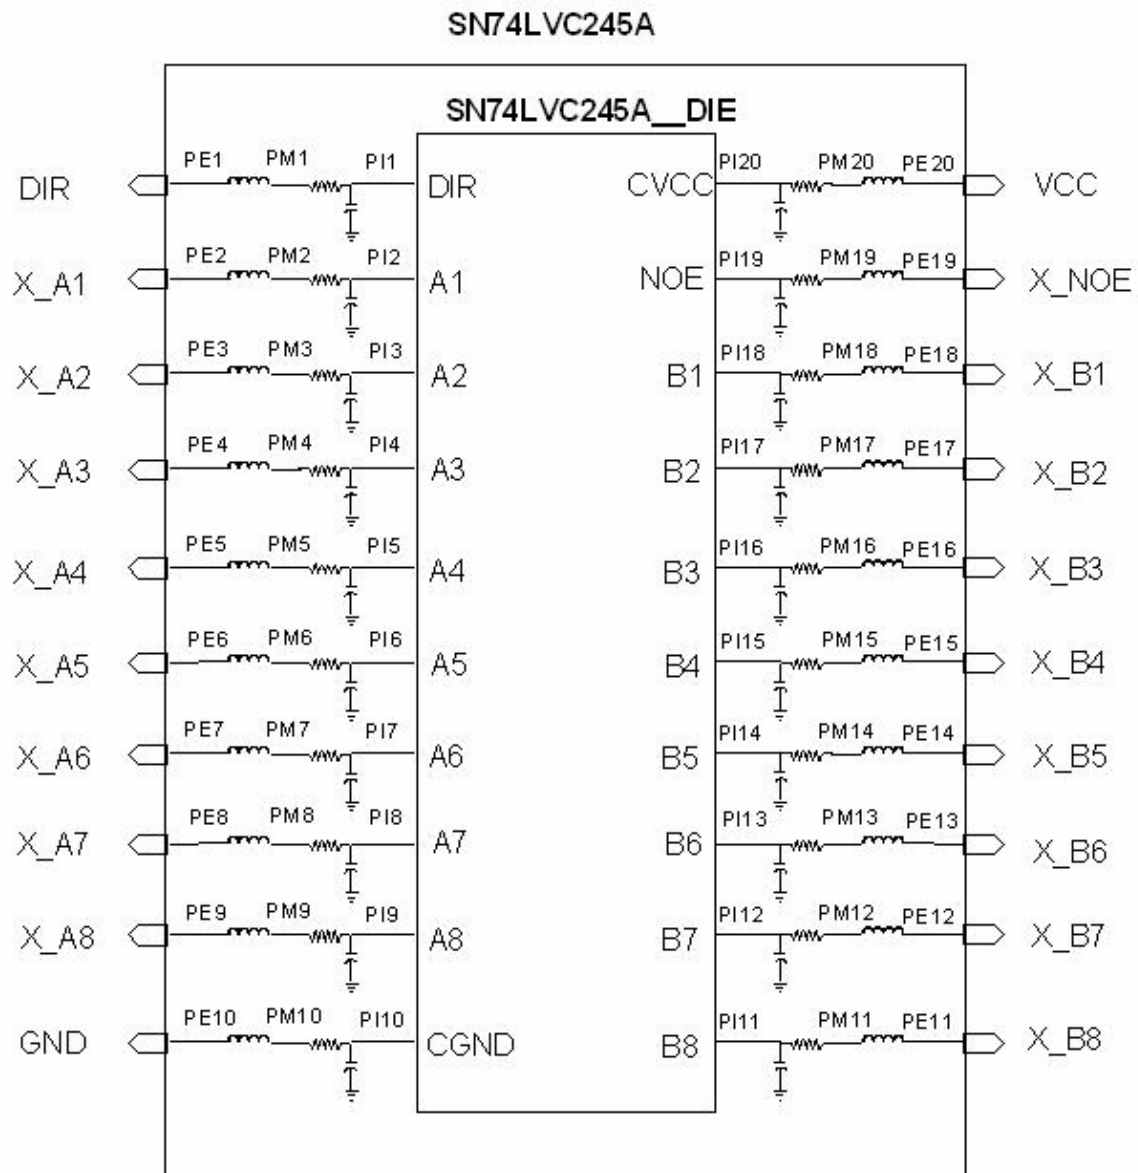 SN74LVC245A
SN74LVC245A__DIE
PE1 PM1 PI1 PI20 PM20 PE20
DIR DIR CVCC VCC
PE2 PM2 PI2 PI19 PM19 PE19
X_A1 A1 NOE X_NOE
PE3 PM3 PI3 PI18 PM18 PE18
X_A2 A2 B1 X_B1
PE4 PM4 PI4 PI17 PM17 PE17
X_A3 A3 B2 X_B2
PE5 PM5 PI5 PI16 PM16 PE16
X_A4 A4 B3 X_B3
PE6 PM6 PI6 PI15 PM15 PE15
X_A5 A5 B4 X_B4
PE7 PM7 PI7 PI14 PM14 PE14
X_A6 A6 B5 X_B5
PE8 PM8 PI8 PI13 PM13 PE13
X_A7 A7 B6 X_B6
PE9 PM9 PI9 PI12 PM12 PE12
X_A8 A8 B7 X_B7
PE10 PM10 PI10 PI11 PM11 PE11
GND CGND B8 X_B8